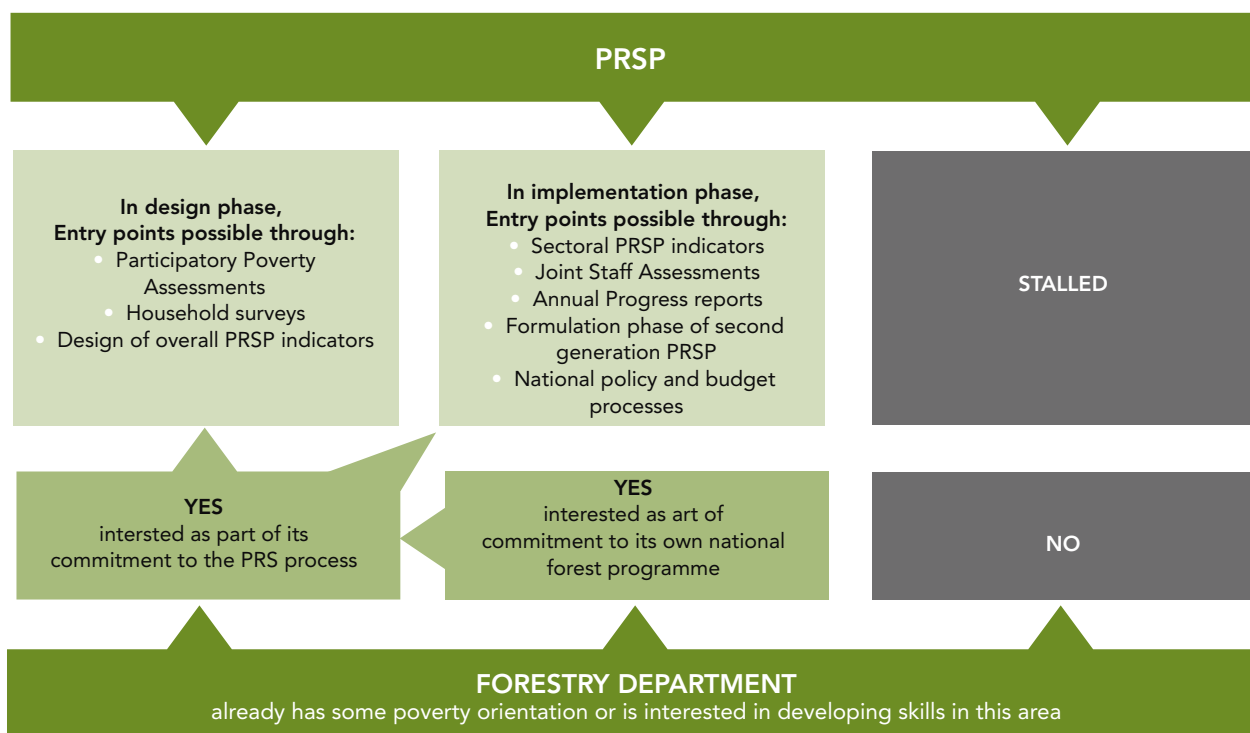 PRSP
In design phase,
Entry points possible through:
• Participatory Poverty
Assessments
• Household surveys
• Design of overall PRSP indicators
In implementation phase,
Entry points possible through:
• Sectoral PRSP indicators
• Joint Staff Assessments
• Annual Progress reports
• Formulation phase of second
generation PRSP
• National policy and budget
processes
STALLED
YES
intersted as part of its
commitment to the PRS process
YES
interested as art of
commitment to its own national
forest programme
NO
FORESTRY DEPARTMENT
already has some poverty orientation or is interested in developing skills in this area